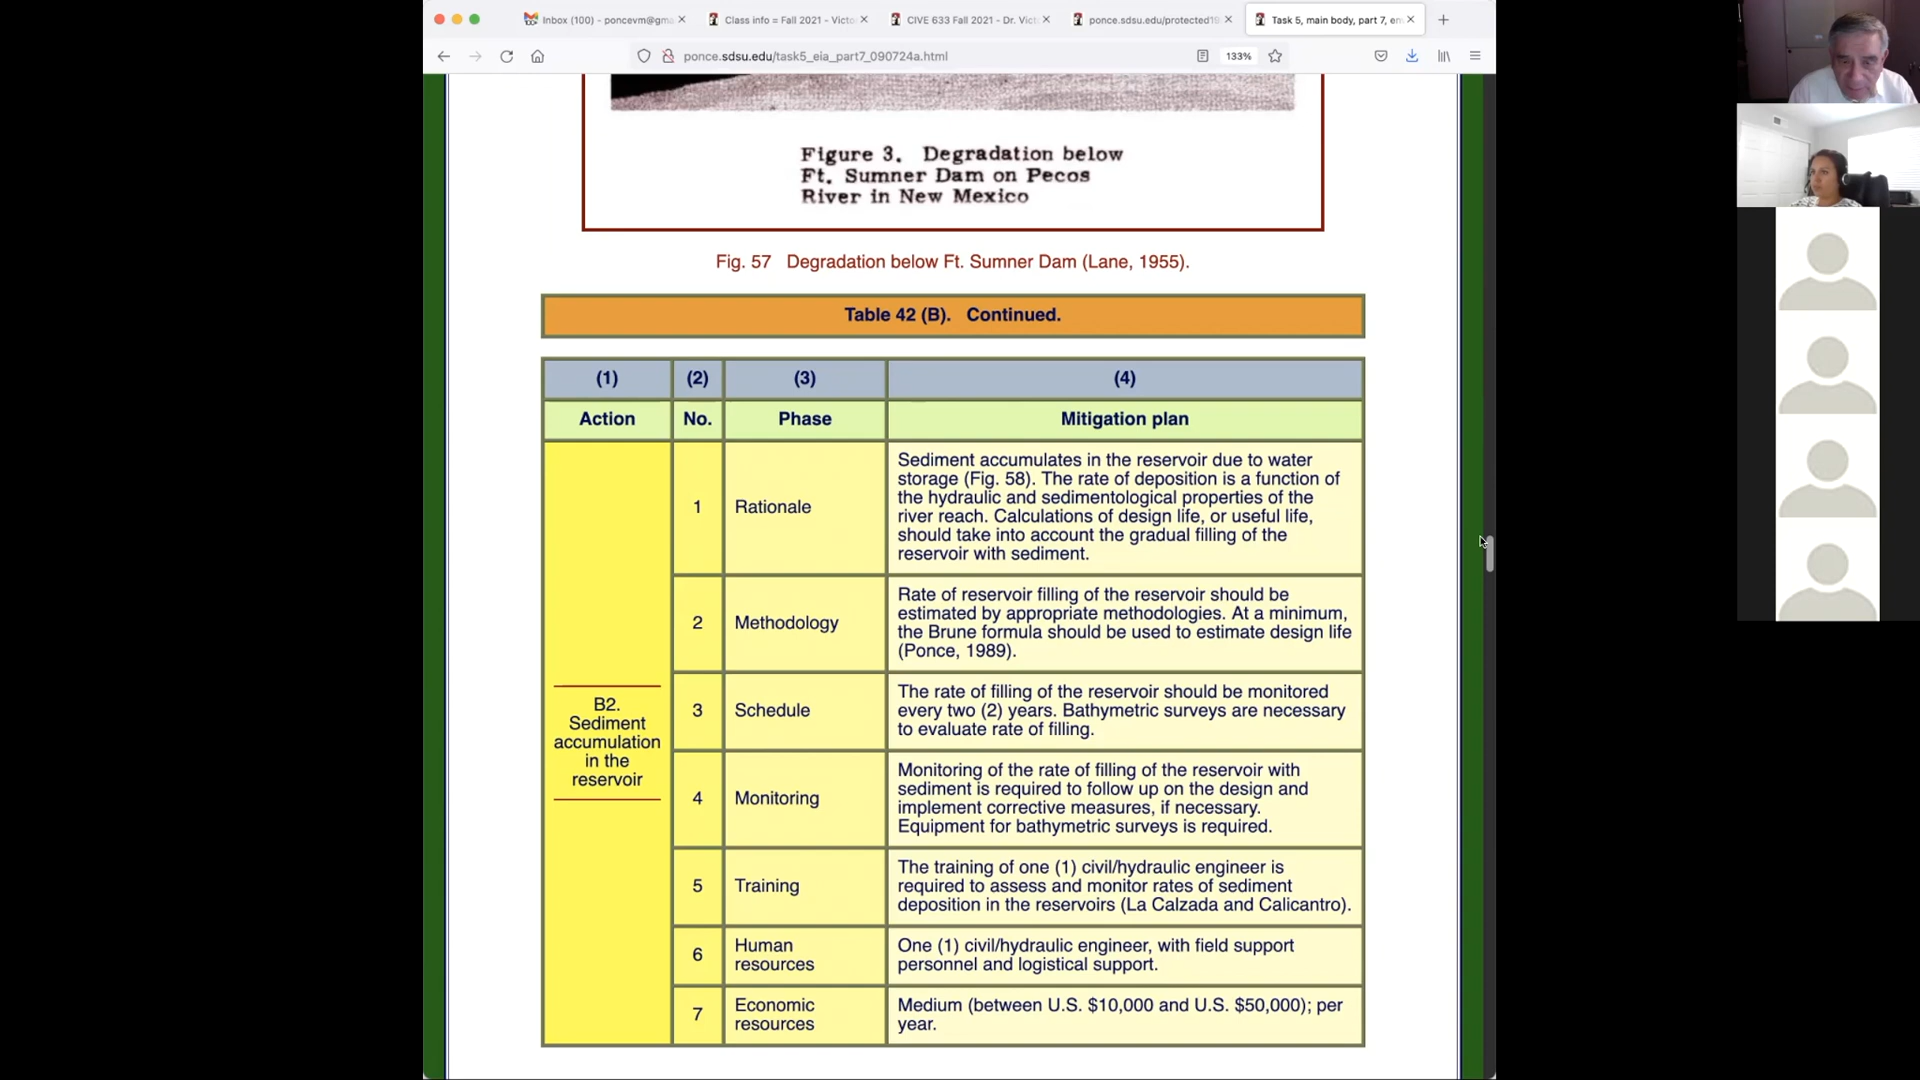 Inbox (100) - poncevm@gm
Class info = Fall 2021 - Victo
CIVE 633 Fall 2021 - Dr. Vict
ponce.sdsu.edu/protected19
Task 5, main body, part 7, en
ponce.sdsu.edu/task5_eia_part7_090724a.html
133%
Figure 3. Degradation below
Ft. Sumner Dam on Pecos
River in New Mexico
Fig. 57 Degradation below Ft. Sumner Dam (Lane, 1955).
Table 42 (B). Continued.
(1) (2) (3) (4)
Action No. Phase Mitigation plan
B2.
Sediment
accumulation
in the
reservoir
1 Rationale
Sediment accumulates in the reservoir due to water
storage (Fig. 58). The rate of deposition is a function of
the hydraulic and sedimentological properties of the
river reach. Calculations of design life, or useful life,
should take into account the gradual filling of the
reservoir with sediment.
2 Methodology
Rate of reservoir filling of the reservoir should be
estimated by appropriate methodologies. At a minimum,
the Brune formula should be used to estimate design life
(Ponce, 1989).
3 Schedule
The rate of filling of the reservoir should be monitored
every two (2) years. Bathymetric surveys are necessary
to evaluate rate of filling.
4 Monitoring
Monitoring of the rate of filling of the reservoir with
sediment is required to follow up on the design and
implement corrective measures, if necessary.
Equipment for bathymetric surveys is required.
5 Training
The training of one (1) civil/hydraulic engineer is
required to assess and monitor rates of sediment
deposition in the reservoirs (La Calzada and Calicantro).
6 Human
resources
One (1) civil/hydraulic engineer, with field support
personnel and logistical support.
7 Economic
resources
Medium (between U.S. $10,000 and U.S. $50,000); per
year.